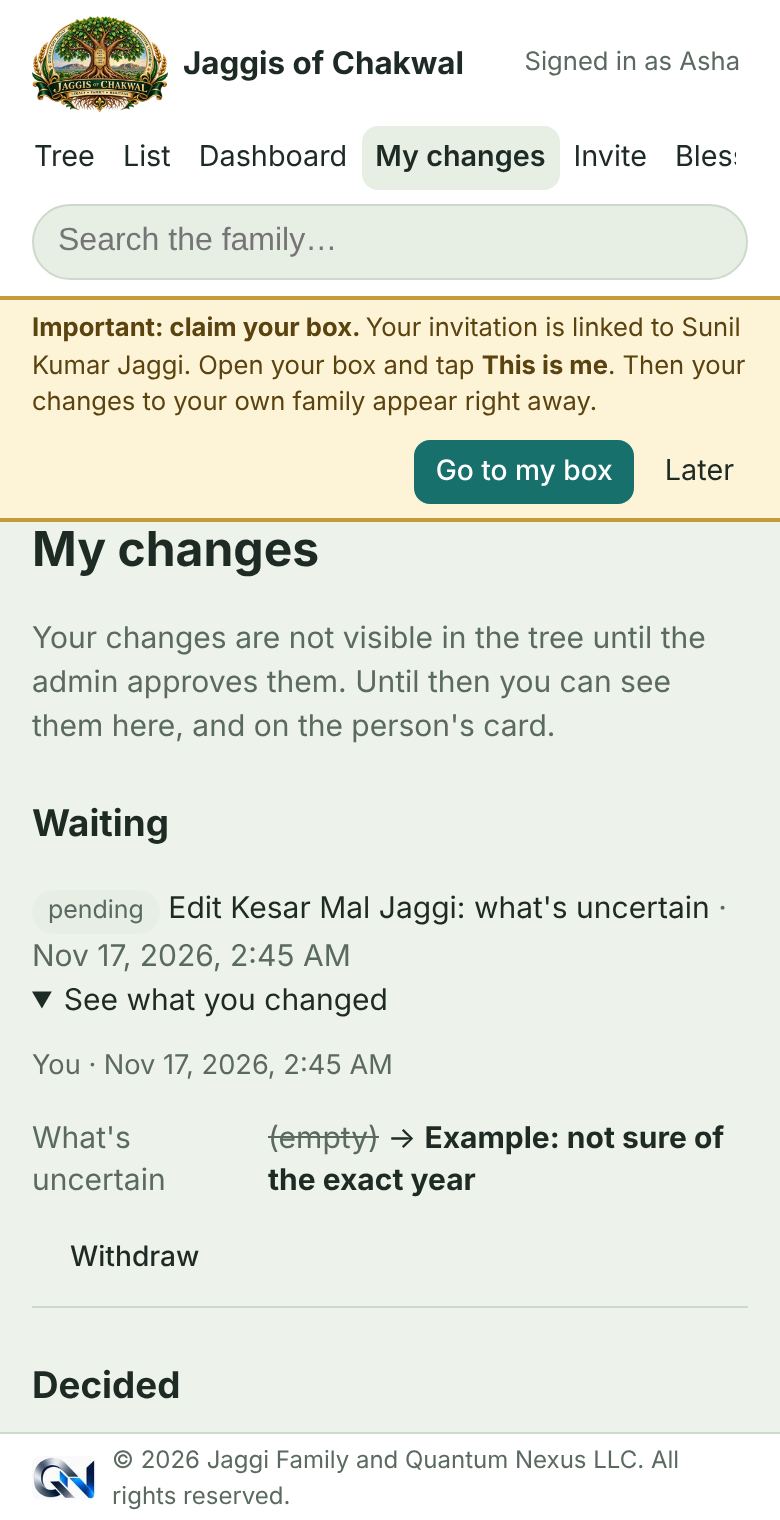 JAGGIS OF CHAKWAL
Jaggis of Chakwal
Signed in as Asha
Tree List Dashboard My changes Invite
Search the family…
Important: claim your box. Your invitation is linked to Sunil
Kumar Jaggi. Open your box and tap This is me. Then your
changes to your own family appear right away.
Go to my box Later
My changes
Your changes are not visible in the tree until the
admin approves them. Until then you can see
them here, and on the person's card.
Waiting
pending Edit Kesar Mal Jaggi: what's uncertain ·
Nov 17, 2026, 2:45 AM
▼ See what you changed
You · Nov 17, 2026, 2:45 AM
What's uncertain
(empty) → Example: not sure of
the exact year
Withdraw
Decided
QN
© 2026 Jaggi Family and Quantum Nexus LLC. All
rights reserved.